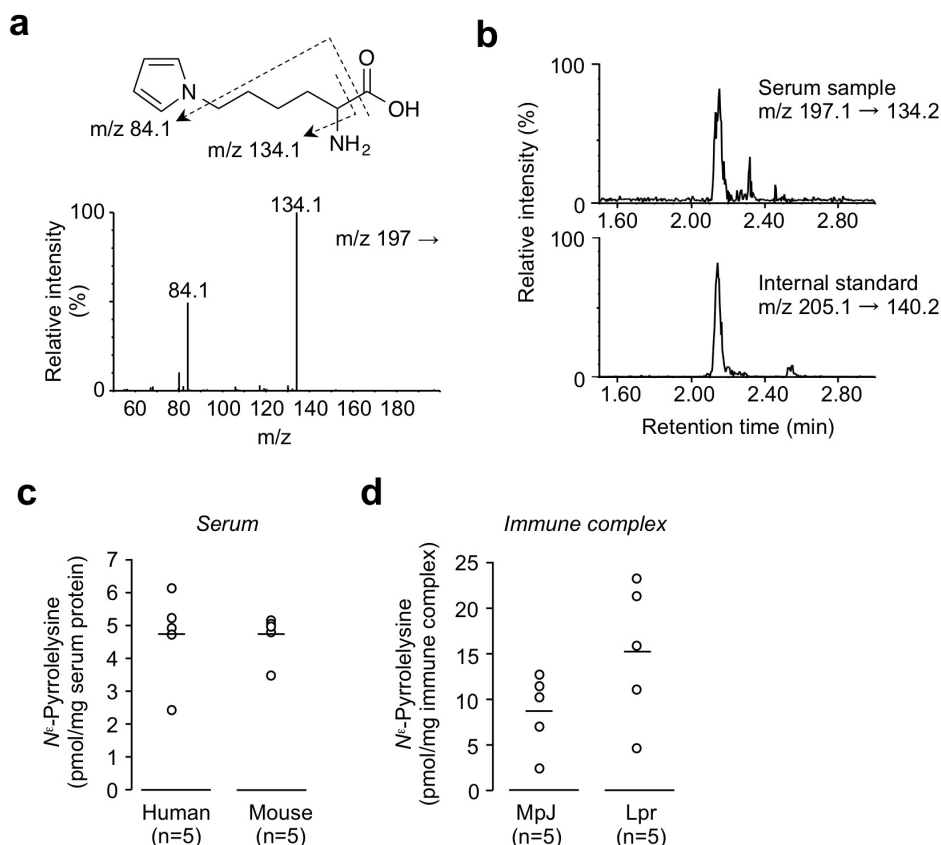 a
O
N
OH
NH2
m/z 84.1
m/z 134.1
Relative intensity
(%)
100
0
134.1
84.1
m/z 197 →
60 80 100 120 140 160 180
m/z
b
Relative intensity (%)
100
0
Serum sample
m/z 197.1 → 134.2
1.60 2.00 2.40 2.80
100
0
Internal standard
m/z 205.1 → 140.2
1.60 2.00 2.40 2.80
Retention time (min)
c
Serum
Nε-Pyrrolelysine
(pmol/mg serum protein)
7
6
5
4
3
2
1
0
Human
(n=5)
Mouse
(n=5)
d
Immune complex
Nε-Pyrrolelysine
(pmol/mg immune complex)
25
20
15
10
5
0
MpJ
(n=5)
Lpr
(n=5)